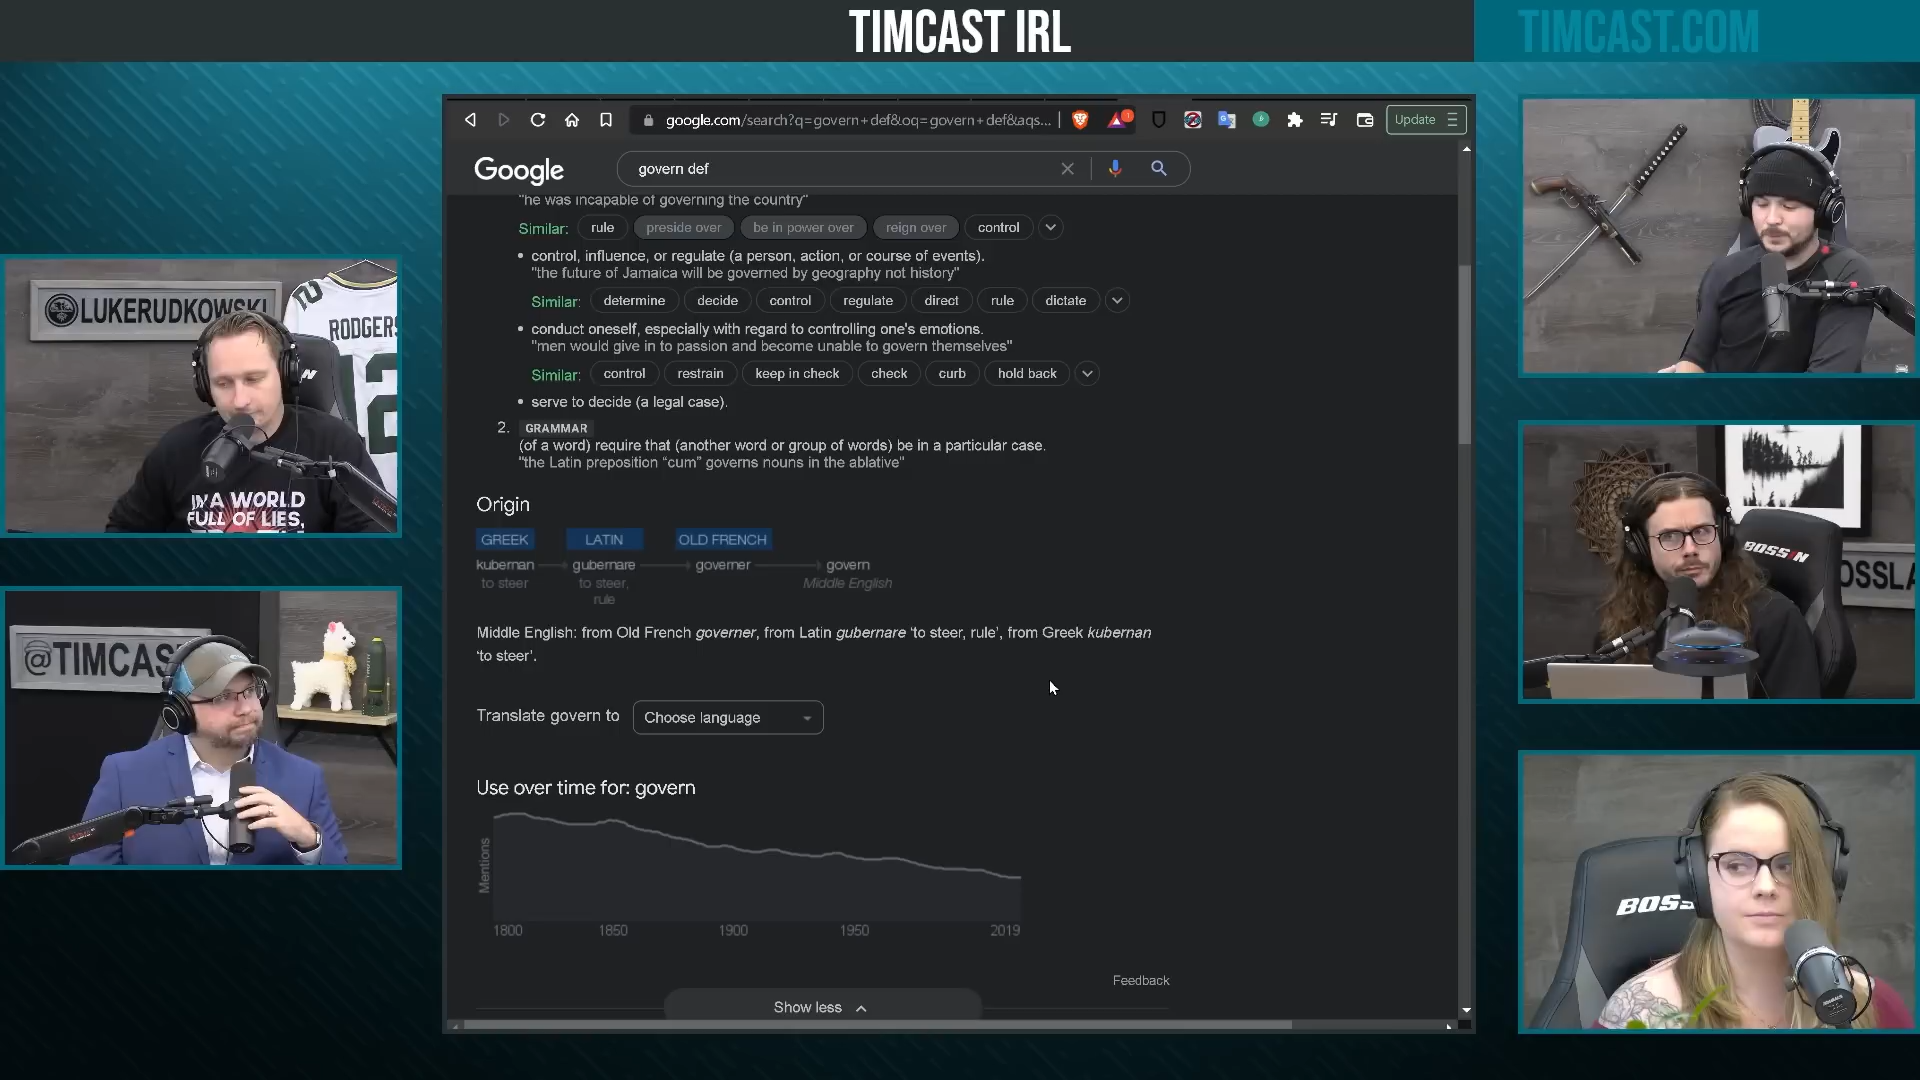 TIMCAST IRL
TIMCAST.COM
google.com/search?q=govern+def&oq=govern+def&aqs...
Update
Google
govern def
"he was incapable of governing the country"
Similar: rule preside over be in power over reign over control
• control, influence, or regulate (a person, action, or course of events).
"the future of Jamaica will be governed by geography not history"
Similar: determine decide control regulate direct rule dictate
• conduct oneself, especially with regard to controlling one's emotions.
"men would give in to passion and become unable to govern themselves"
Similar: control restrain keep in check check curb hold back
• serve to decide (a legal case).
2. GRAMMAR
(of a word) require that (another word or group of words) be in a particular case.
"the Latin preposition “cum” governs nouns in the ablative"
Origin
GREEK LATIN OLD FRENCH
kubernan gubernare governer govern
to steer to steer, Middle English
rule
Middle English: from Old French governer, from Latin gubernare ‘to steer, rule’, from Greek kubernan
‘to steer’.
Translate govern to Choose language
Use over time for: govern
Mentions
1800 1850 1900 1950 2019
Feedback
Show less
@LUKERUDKOWSKI
RODGERS
12
IN A WORLD
FULL OF LIES,
@TIMCAS
BOSSIN
OSSLA
BOSS